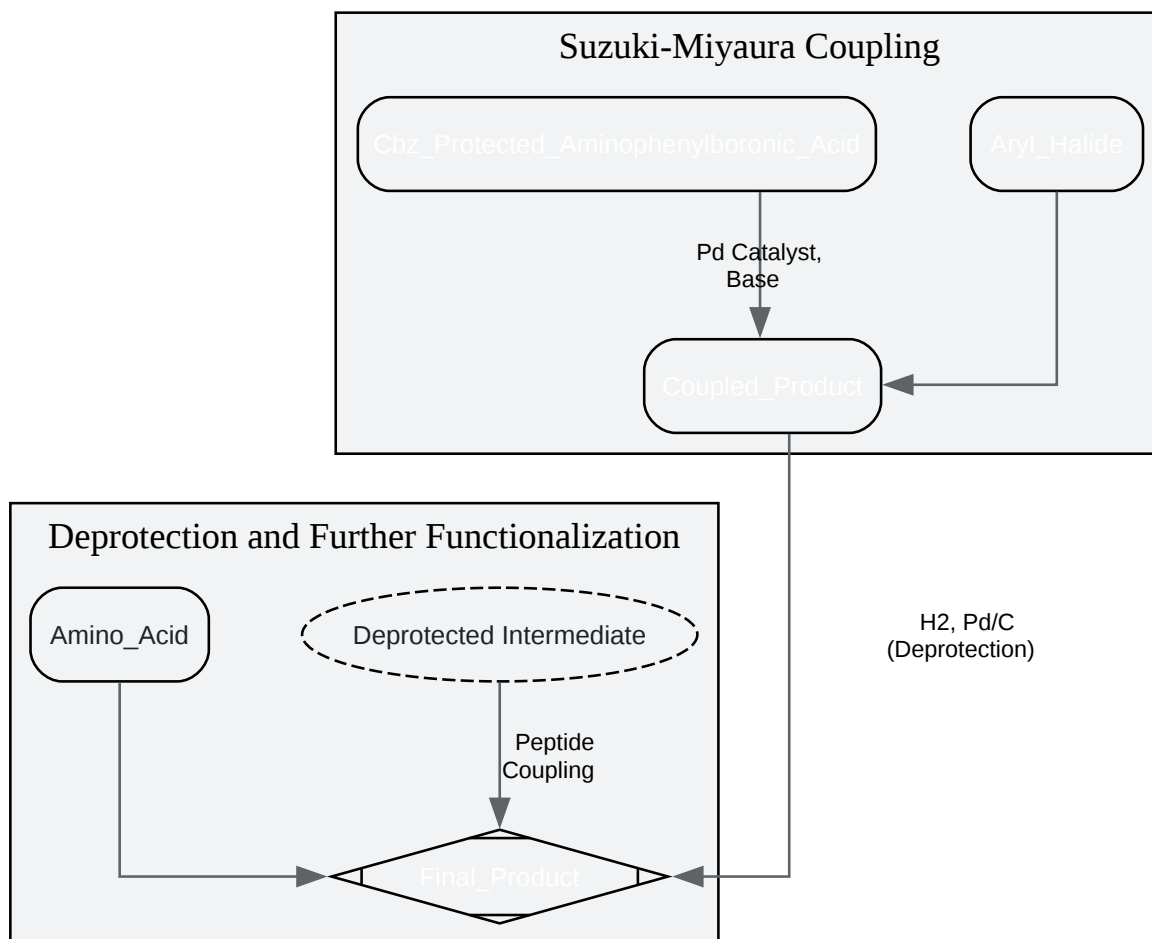 Suzuki-Miyaura Coupling
Cbz_Protected_Aminophenylboronic_Acid
Aryl_Halide
Pd Catalyst,
Base
Coupled_Product
Deprotection and Further Functionalization
Amino_Acid
Deprotected Intermediate
H2, Pd/C
(Deprotection)
Peptide
Coupling
Final_Product